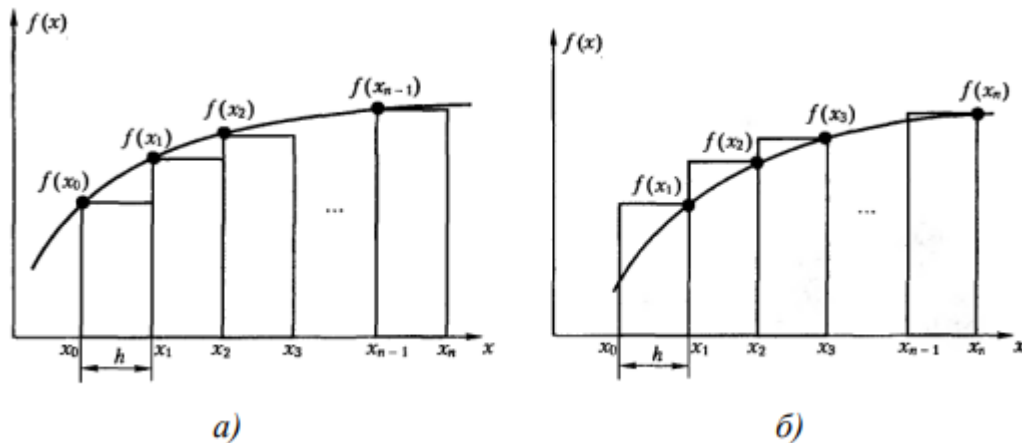 f(x)
f(x₀)
f(x₁)
f(x₂)
f(xₙ₋₁)
...
x₀ x₁ x₂ x₃ xₙ₋₁ xₙ x
h
а)
f(x)
f(x₁)
f(x₂)
f(x₃)
f(xₙ)
...
x₀ x₁ x₂ x₃ xₙ₋₁ xₙ x
h
б)